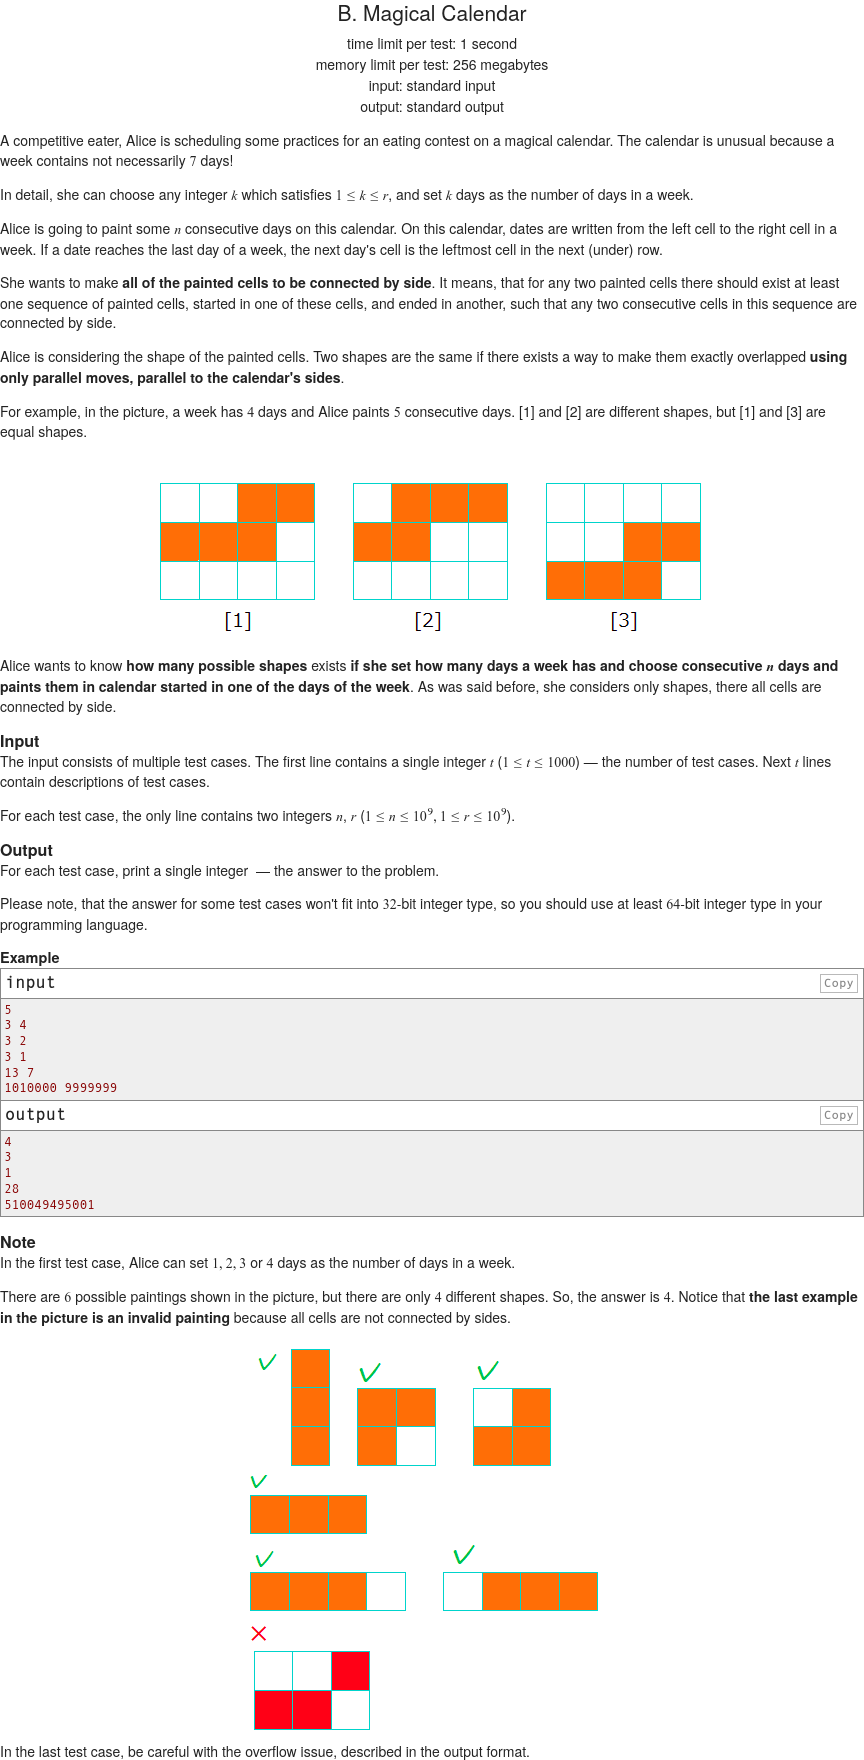 B. Magical Calendar
time limit per test: 1 second
memory limit per test: 256 megabytes
input: standard input
output: standard output
A competitive eater, Alice is scheduling some practices for an eating contest on a magical calendar. The calendar is unusual because a
week contains not necessarily 7 days!
In detail, she can choose any integer k which satisfies 1 ≤ k ≤ r, and set k days as the number of days in a week.
Alice is going to paint some n consecutive days on this calendar. On this calendar, dates are written from the left cell to the right cell in a
week. If a date reaches the last day of a week, the next day's cell is the leftmost cell in the next (under) row.
She wants to make all of the painted cells to be connected by side. It means, that for any two painted cells there should exist at least
one sequence of painted cells, started in one of these cells, and ended in another, such that any two consecutive cells in this sequence are
connected by side.
Alice is considering the shape of the painted cells. Two shapes are the same if there exists a way to make them exactly overlapped using
only parallel moves, parallel to the calendar's sides.
For example, in the picture, a week has 4 days and Alice paints 5 consecutive days. [1] and [2] are different shapes, but [1] and [3] are
equal shapes.
[1] [2] [3]
Alice wants to know how many possible shapes exists if she set how many days a week has and choose consecutive n days and
paints them in calendar started in one of the days of the week. As was said before, she considers only shapes, there all cells are
connected by side.
Input
The input consists of multiple test cases. The first line contains a single integer t (1 ≤ t ≤ 1000) — the number of test cases. Next t lines
contain descriptions of test cases.
For each test case, the only line contains two integers n, r (1 ≤ n ≤ 10⁹, 1 ≤ r ≤ 10⁹).
Output
For each test case, print a single integer — the answer to the problem.
Please note, that the answer for some test cases won't fit into 32-bit integer type, so you should use at least 64-bit integer type in your
programming language.
Example
input Copy
5
3 4
3 2
3 1
13 7
1010000 9999999
output Copy
4
3
1
28
510049495001
Note
In the first test case, Alice can set 1, 2, 3 or 4 days as the number of days in a week.
There are 6 possible paintings shown in the picture, but there are only 4 different shapes. So, the answer is 4. Notice that the last example
in the picture is an invalid painting because all cells are not connected by sides.
In the last test case, be careful with the overflow issue, described in the output format.